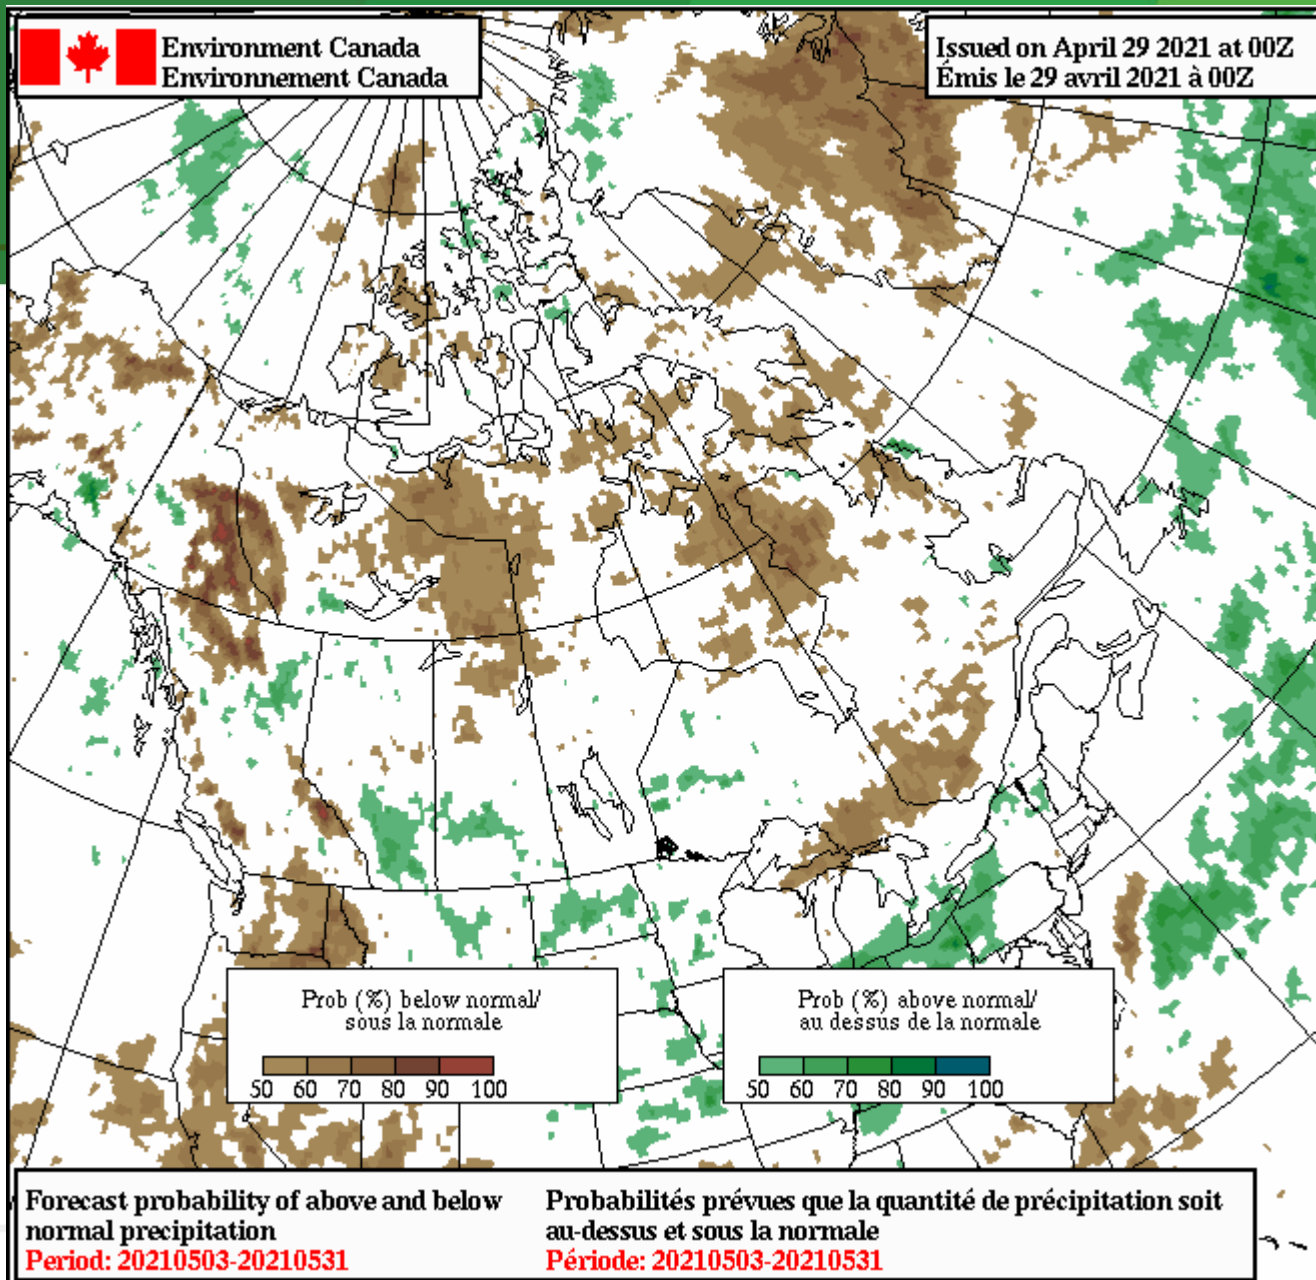 Environment Canada
Environnement Canada
Issued on April 29 2021 at 00Z
Émis le 29 avril 2021 à 00Z
Prob (%) below normal/
sous la normale
50 60 70 80 90 100
Prob (%) above normal/
au dessus de la normale
50 60 70 80 90 100
Forecast probability of above and below
normal precipitation
Period: 20210503-20210531
Probabilités prévues que la quantité de précipitation soit
au-dessus et sous la normale
Période: 20210503-20210531